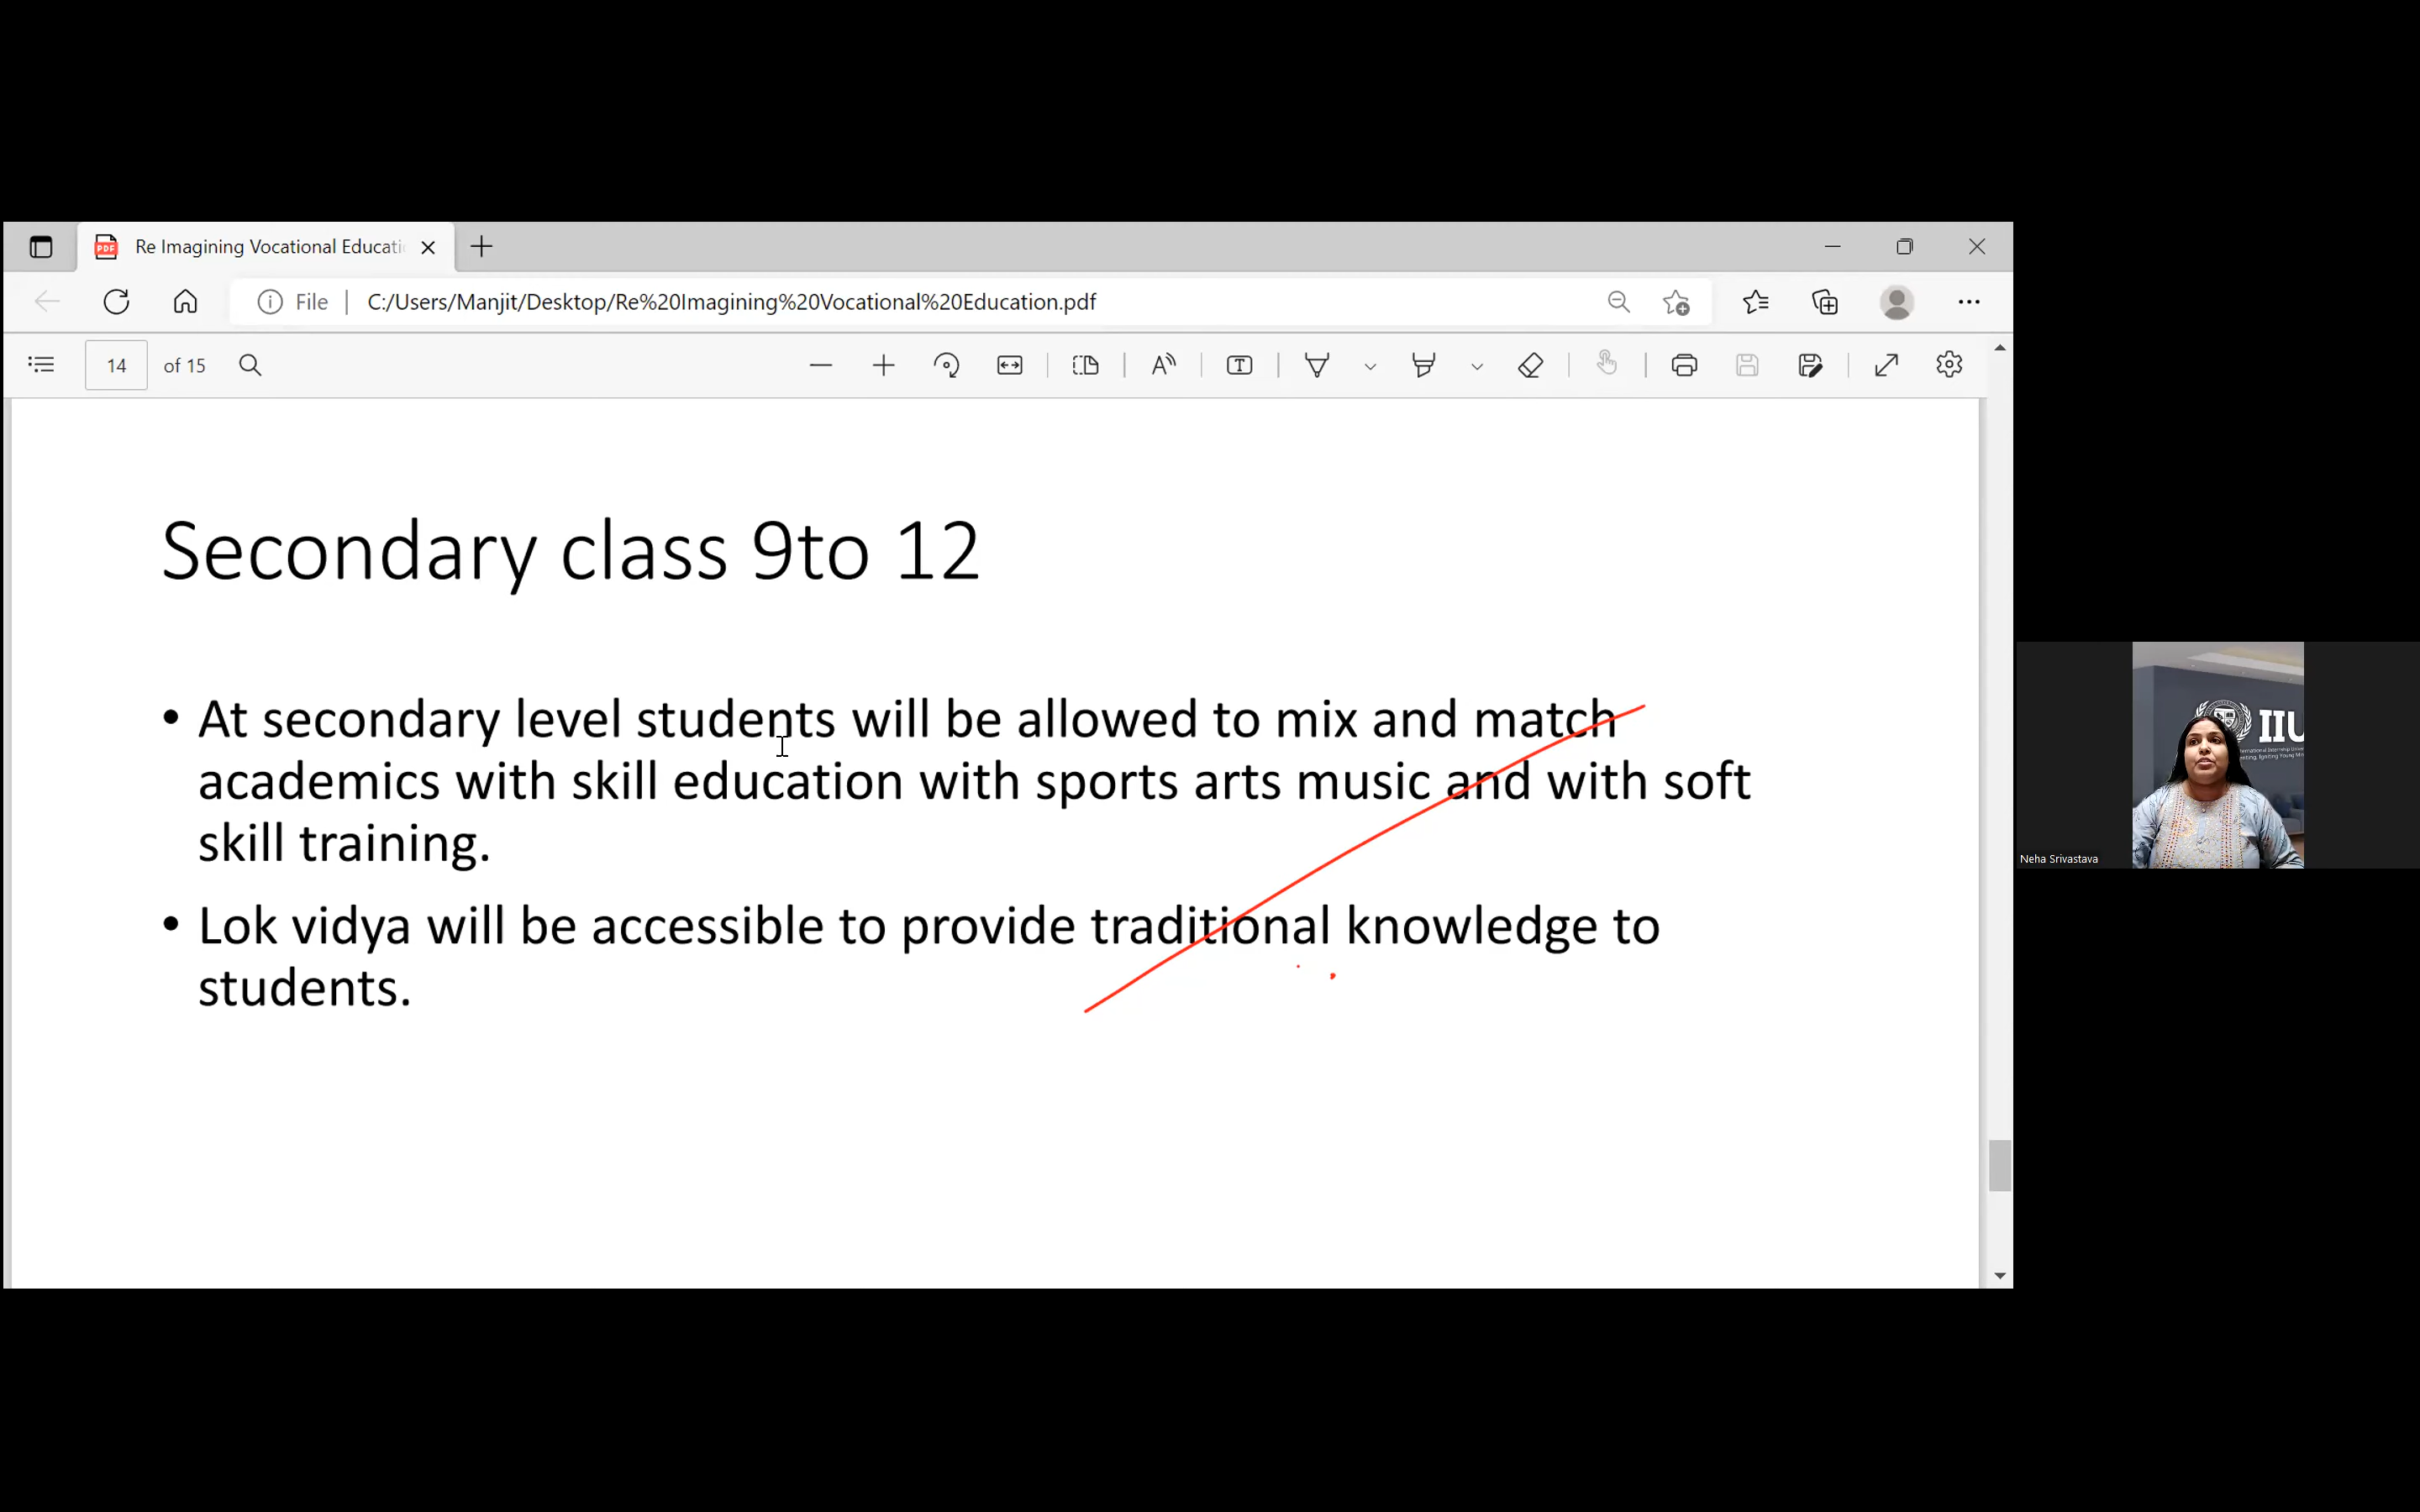 Re Imagining Vocational Educati
File
C:/Users/Manjit/Desktop/Re%20Imagining%20Vocational%20Education.pdf
14 of 15
Secondary class 9to 12
• At secondary level students will be allowed to mix and match
academics with skill education with sports arts music and with soft
skill training.
• Lok vidya will be accessible to provide traditional knowledge to
students.
IIU
Neha Srivastava